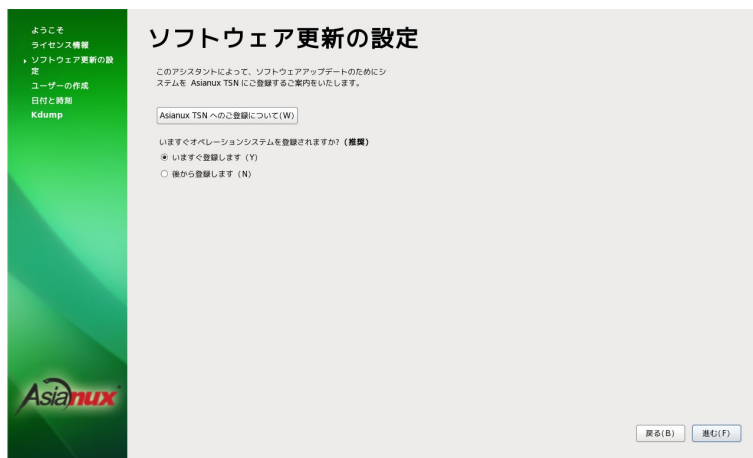 ようこそ
ライセンス情報
ソフトウェア更新の設
定
ユーザーの作成
日付と時刻
Kdump
ソフトウェア更新の設定
このアシスタントによって、ソフトウェアアップデートのためにシ
ステムを Asianux TSN にご登録するご案内をいたします。
Asianux TSN へのご登録について(W)
いますぐオペレーションシステムを登録されますか? (推奨)
いますぐ登録します (Y)
後から登録します (N)
Asianux
戻る(B)
進む(F)